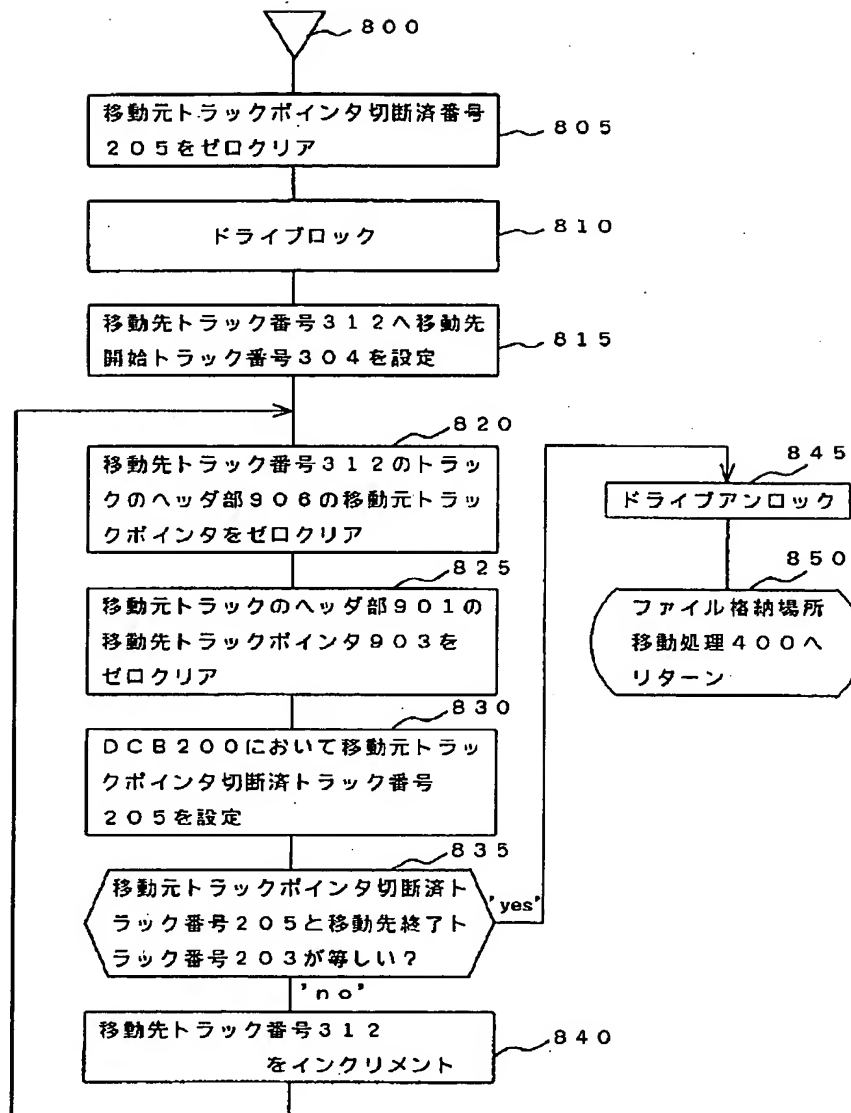 ８００
移動元トラックポインタ切断済番号
２０５をゼロクリア
８０５
ドライブロック
８１０
移動先トラック番号３１２へ移動先
開始トラック番号３０４を設定
８１５
８２０
移動先トラック番号３１２のトラッ
クのヘッダ部９０６の移動元トラッ
クポインタをゼロクリア
８２５
移動元トラックのヘッダ部９０１の
移動先トラックポインタ９０３を
ゼロクリア
８３０
ＤＣＢ２００において移動元トラッ
クポインタ切断済トラック番号
２０５を設定
８３５
移動元トラックポインタ切断済ト
ラック番号２０５と移動先終了ト
ラック番号２０３が等しい？
'yes'
'ｎｏ'
移動先トラック番号３１２
をインクリメント
８４０
８４５
ドライブアンロック
８５０
ファイル格納場所
移動処理４００へ
リターン